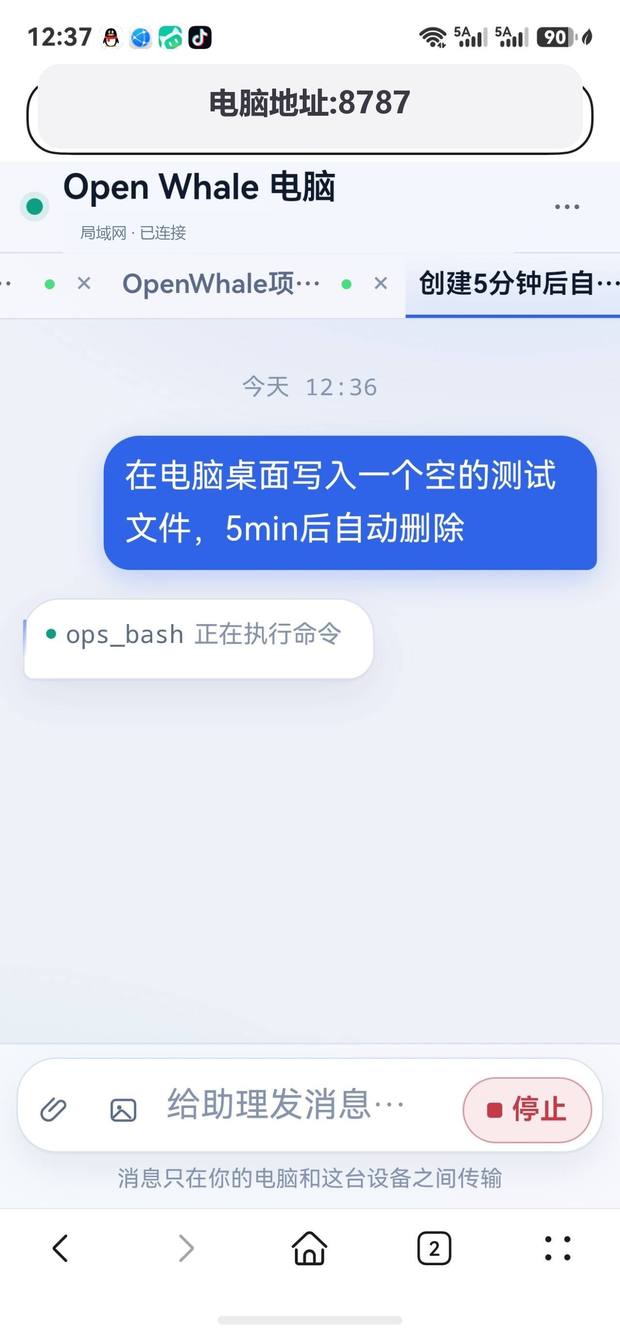 12:37
5A 5A 90
电脑地址:8787
Open Whale 电脑
局域网 · 已连接
OpenWhale项… 创建5分钟后自…
今天 12:36
在电脑桌面写入一个空的测试
文件，5min后自动删除
ops_bash 正在执行命令
给助理发消息… 停止
消息只在你的电脑和这台设备之间传输
2